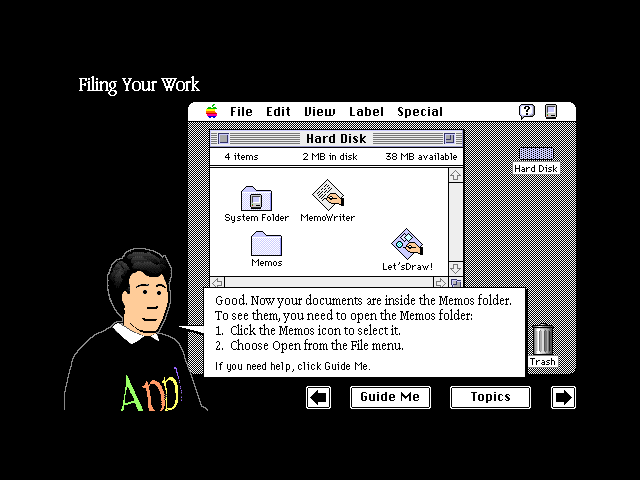 Filing Your Work
File Edit View Label Special
Hard Disk
4 items 2 MB in disk 38 MB available
Hard Disk
System Folder MemoWriter
Memos Let'sDraw!
Good. Now your documents are inside the Memos folder.
To see them, you need to open the Memos folder:
1. Click the Memos icon to select it.
2. Choose Open from the File menu.
If you need help, click Guide Me.
Trash
App
Guide Me Topics